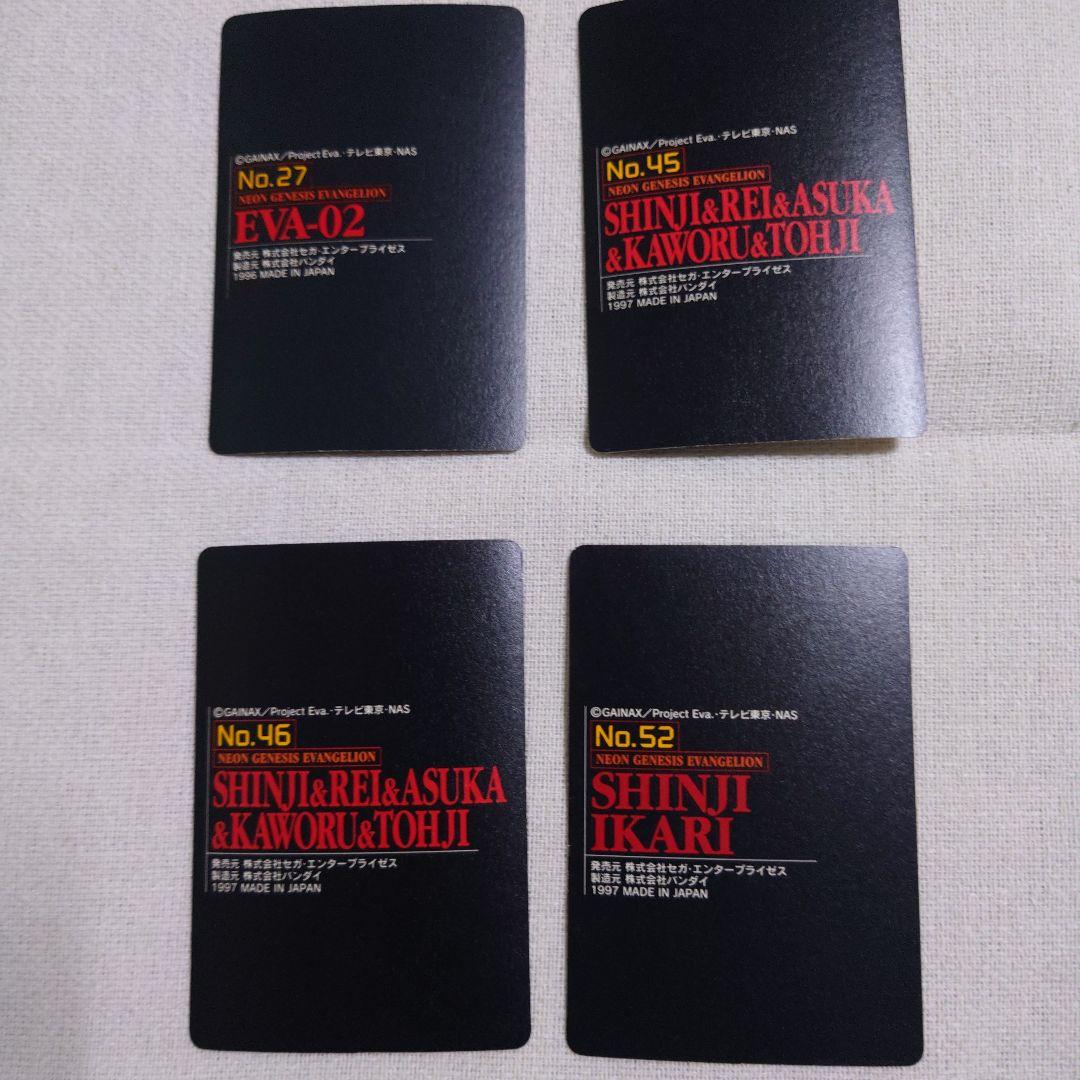 ©GAINAX／Project Eva.・テレビ東京・NAS
No.27
NEON GENESIS EVANGELION
EVA-02
発売元 株式会社セガ・エンタープライゼス
製造元 株式会社バンダイ
1996 MADE IN JAPAN
©GAINAX／Project Eva.・テレビ東京・NAS
No.45
NEON GENESIS EVANGELION
SHINJI&REI&ASUKA
&KAWORU&TOHJI
発売元 株式会社セガ・エンタープライゼス
製造元 株式会社バンダイ
1997 MADE IN JAPAN
©GAINAX／Project Eva.・テレビ東京・NAS
No.46
NEON GENESIS EVANGELION
SHINJI&REI&ASUKA
&KAWORU&TOHJI
発売元 株式会社セガ・エンタープライゼス
製造元 株式会社バンダイ
1997 MADE IN JAPAN
©GAINAX／Project Eva.・テレビ東京・NAS
No.52
NEON GENESIS EVANGELION
SHINJI
IKARI
発売元 株式会社セガ・エンタープライゼス
製造元 株式会社バンダイ
1997 MADE IN JAPAN